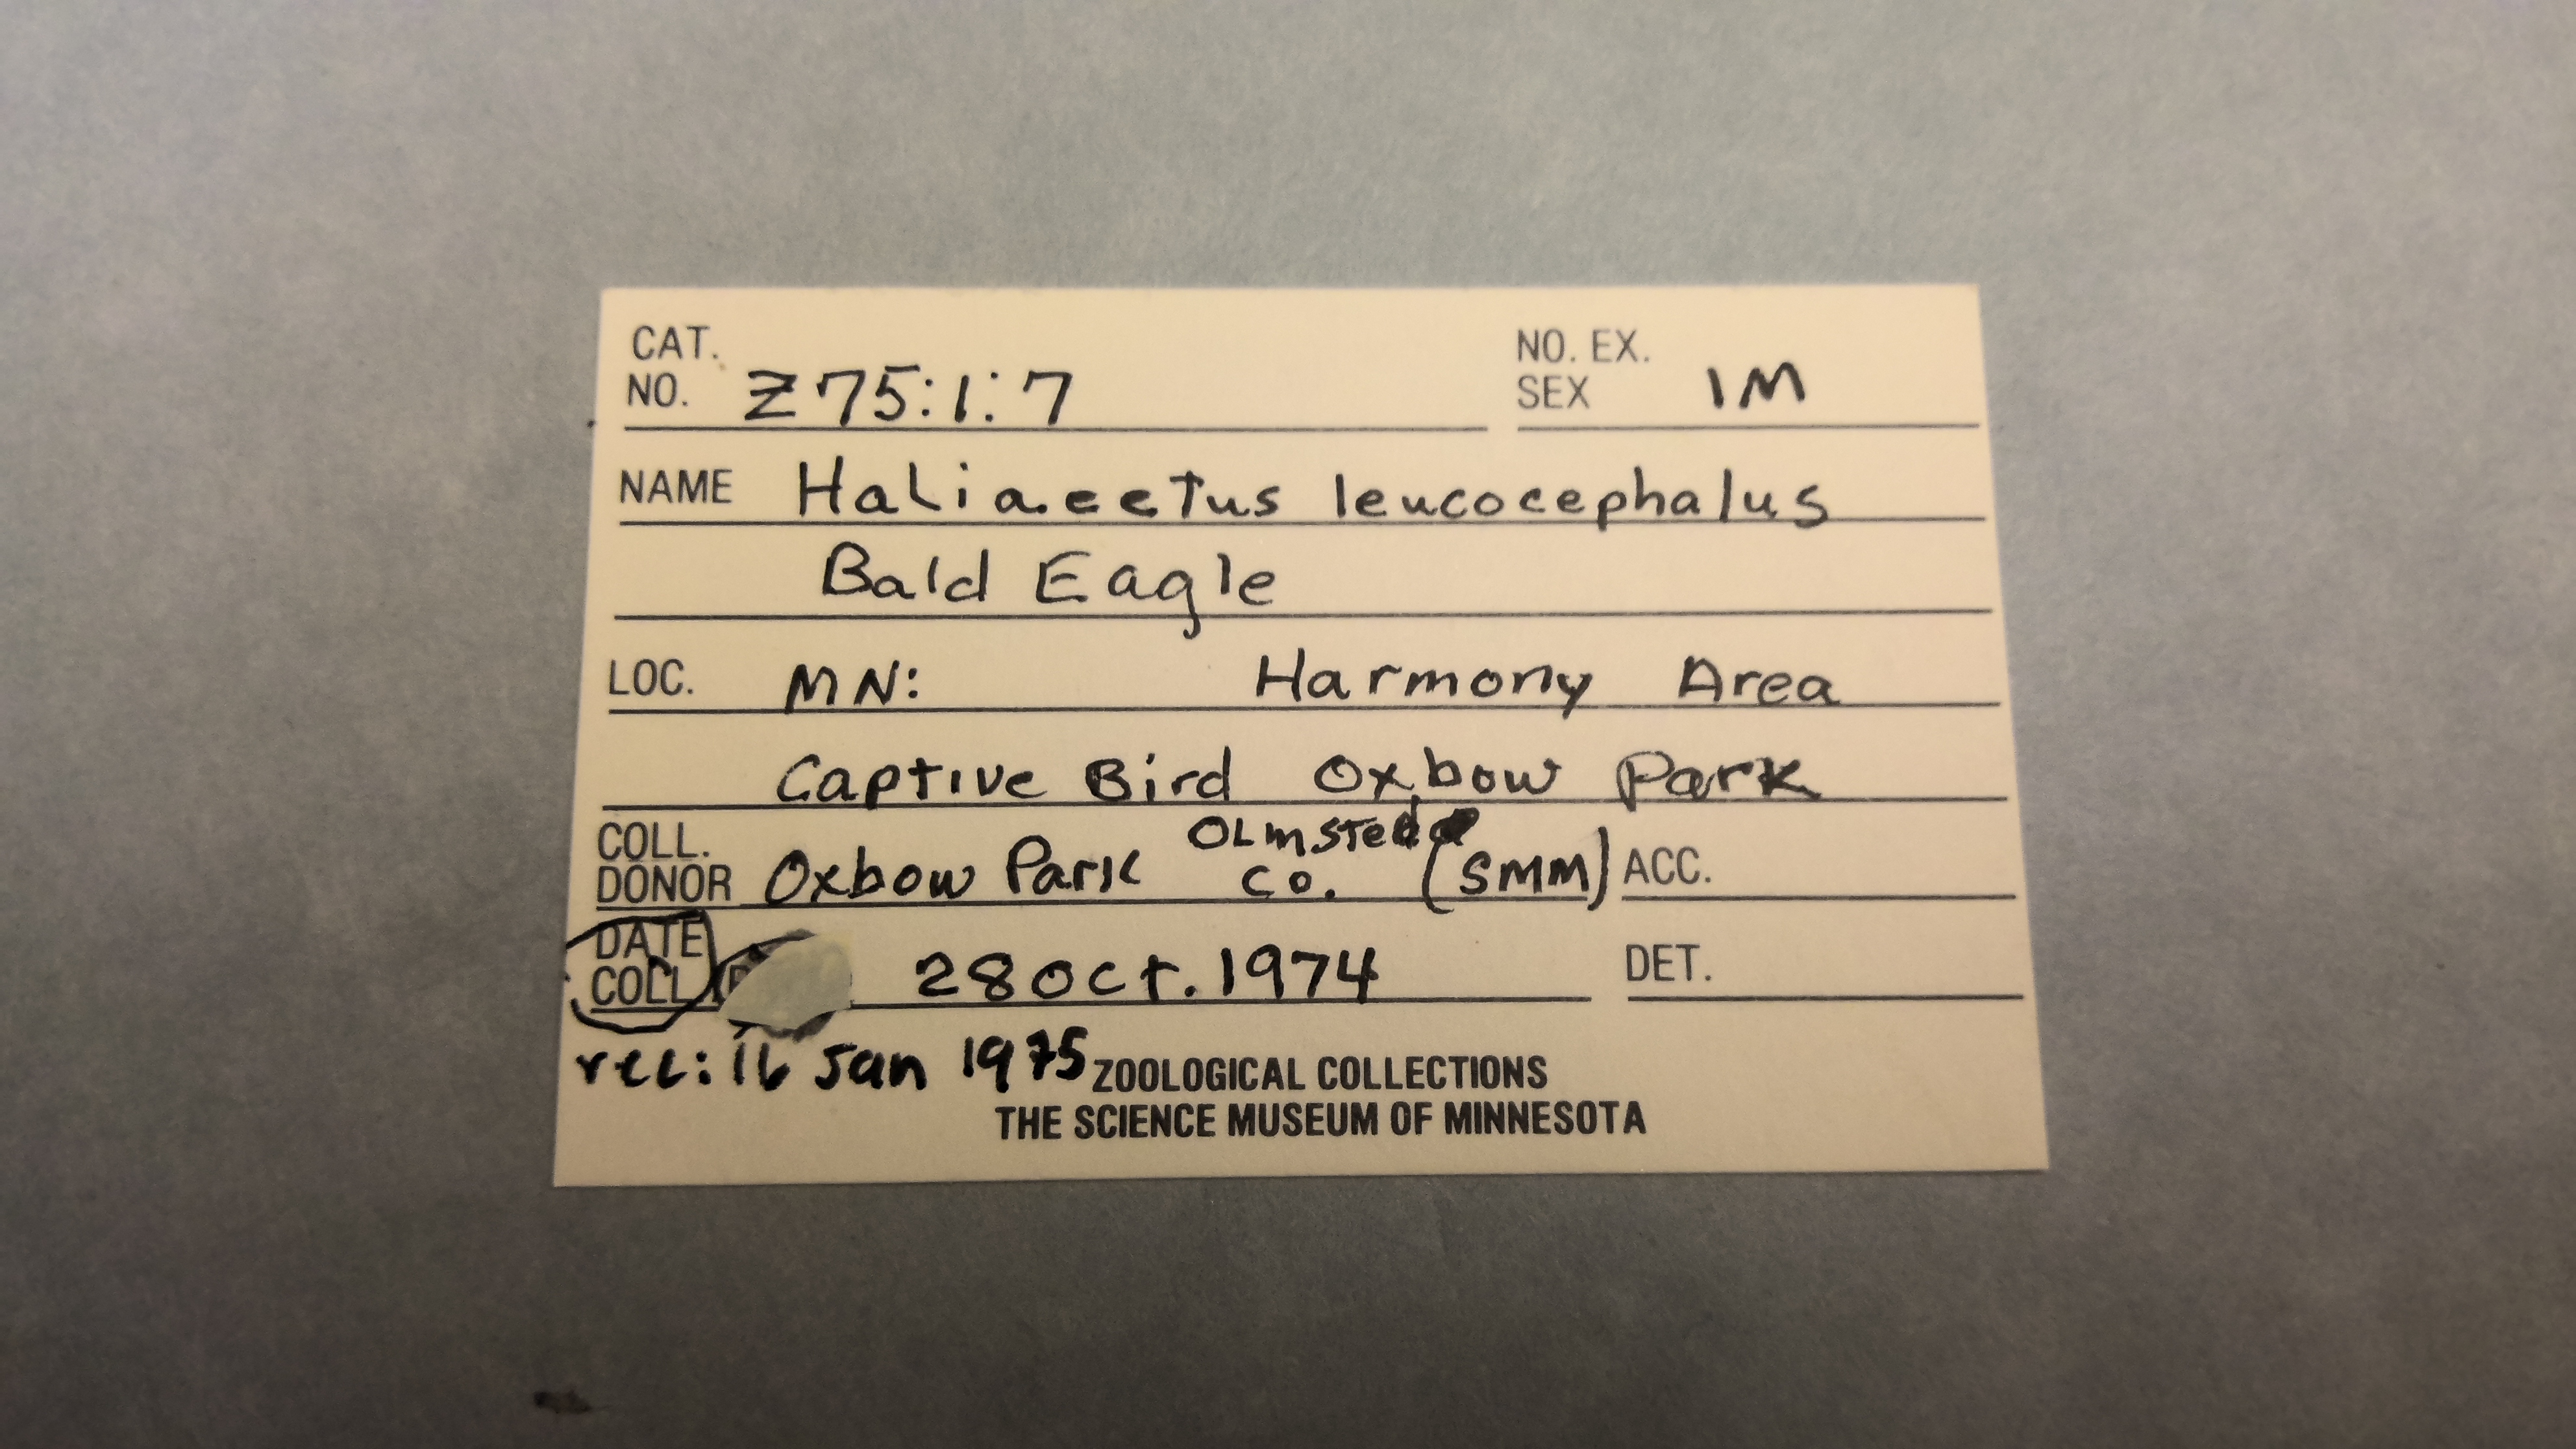 CAT. NO. Z75:1:7 NO. EX. SEX 1M
NAME Haliaeetus leucocephalus
Bald Eagle
LOC. MN: Harmony Area
Captive Bird Oxbow Park
COLL. DONOR Oxbow Park Olmsted Co. (SMM) ACC.
DATE COLL 28 Oct. 1974 DET.
rec: 16 Jan 1975
ZOOLOGICAL COLLECTIONS
THE SCIENCE MUSEUM OF MINNESOTA